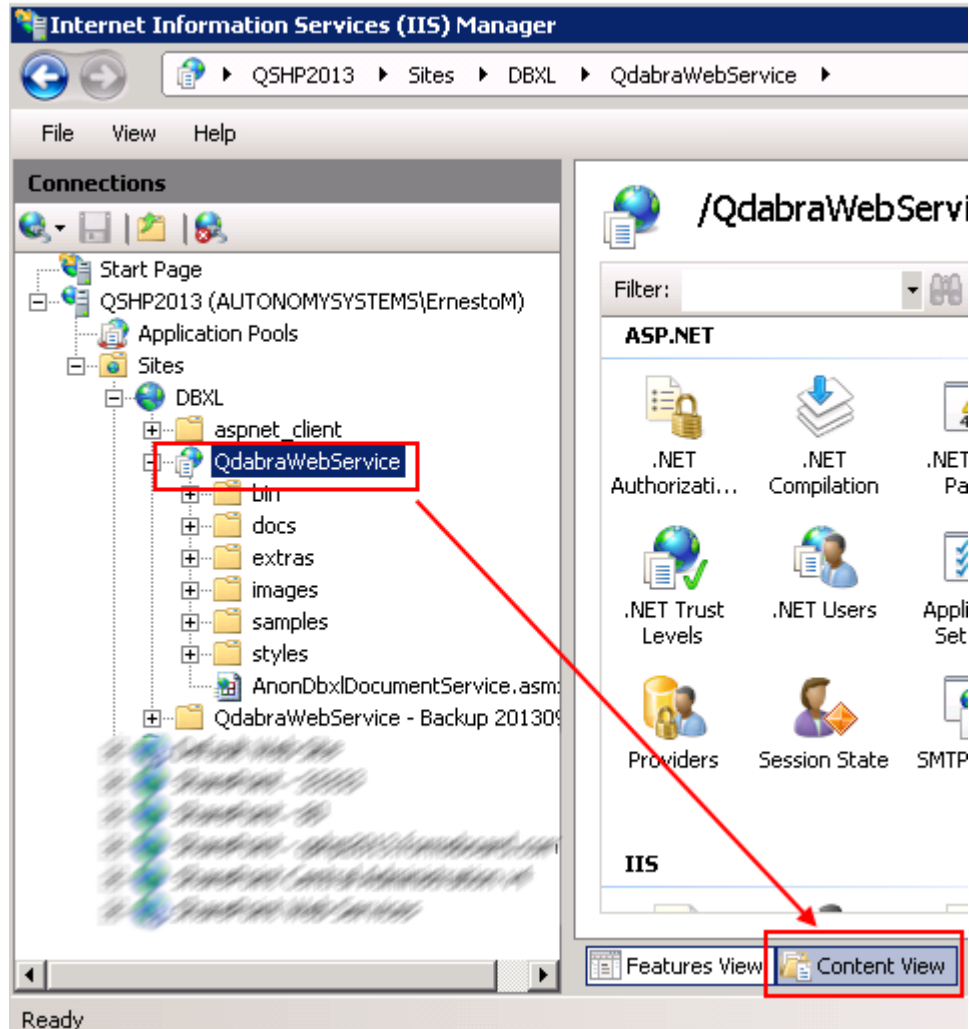 Internet Information Services (IIS) Manager
QSHP2013 Sites DBXL QdabraWebService
File View Help
Connections
Start Page
QSHP2013 (AUTONOMYSYSTEMS\ErnestoM)
Application Pools
Sites
DBXL
aspnet_client
QdabraWebService
bin
docs
extras
images
samples
styles
AnonDbxlDocumentService.asm
QdabraWebService - Backup 20130
/QdabraWebServi
Filter:
ASP.NET
.NET Authorizati...
.NET Compilation
.NET Pa
.NET Trust Levels
.NET Users
Appli Set
Providers
Session State
SMTP
IIS
Features View
Content View
Ready